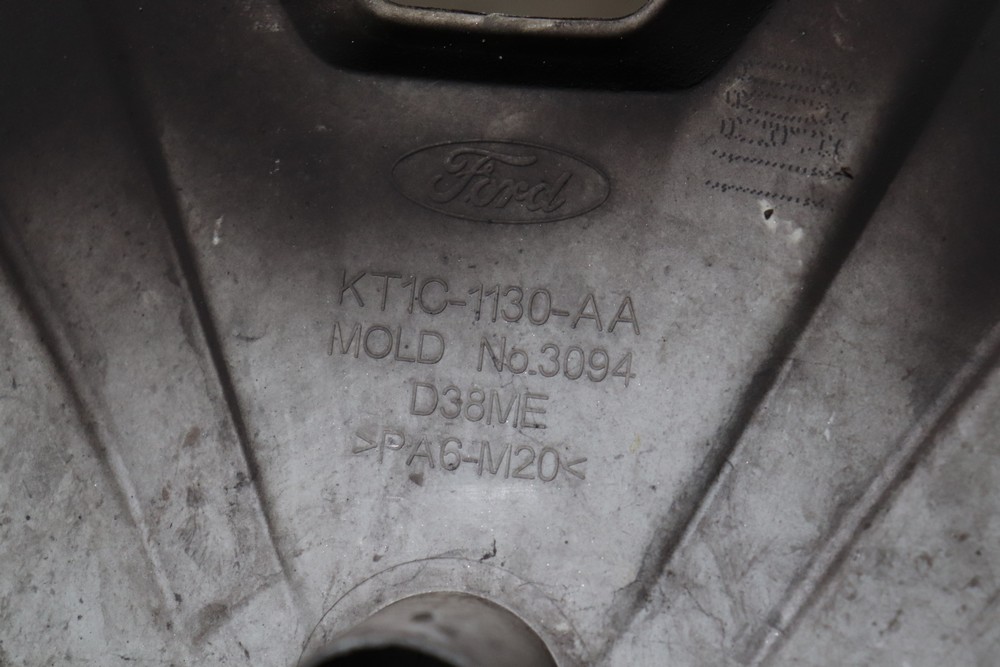 Ford
KT1C-1130-AA
MOLD No.3094
D38ME
>PA6-M20<